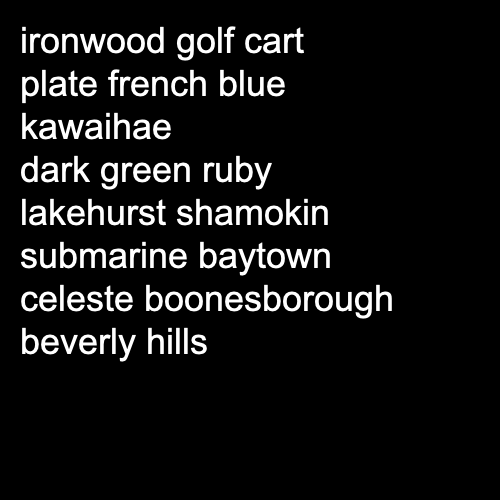 ironwood golf cart
plate french blue
kawaihae
dark green ruby
lakehurst shamokin
submarine baytown
celeste boonesborough
beverly hills